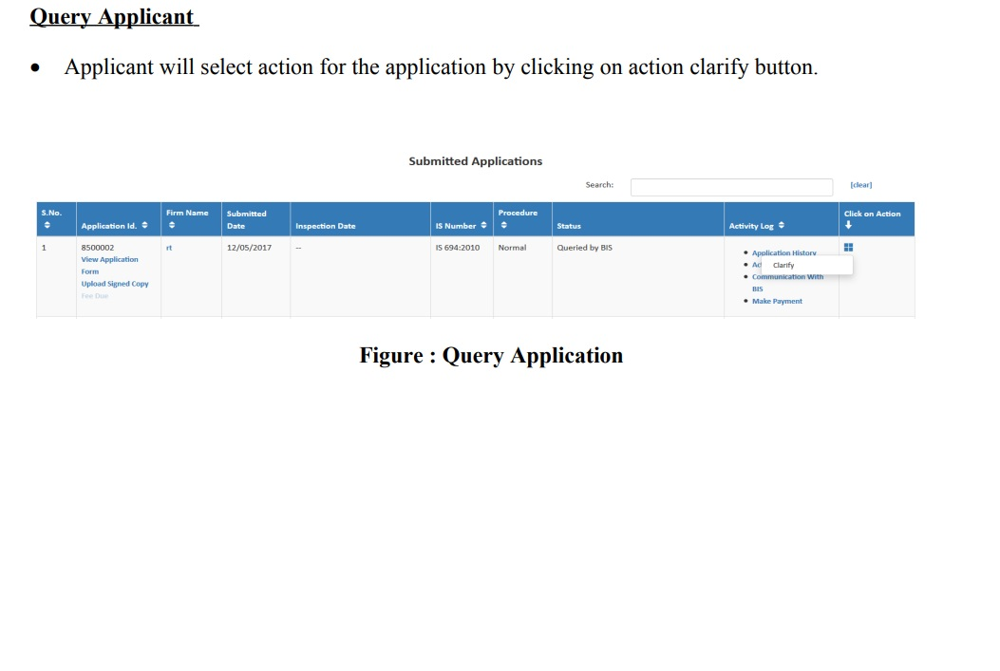 Query Applicant
• Applicant will select action for the application by clicking on action clarify button.
Submitted Applications
Search: [clear]
S.No. Application Id. Firm Name Submitted Date Inspection Date IS Number Procedure Status Activity Log Click on Action
1 8500002 rt 12/05/2017 -- IS 694:2010 Normal Queried by BIS
View Application
Form
Upload Signed Copy
Fee Due
• Application History
Clarify
• Communication With
BIS
• Make Payment
Figure : Query Application